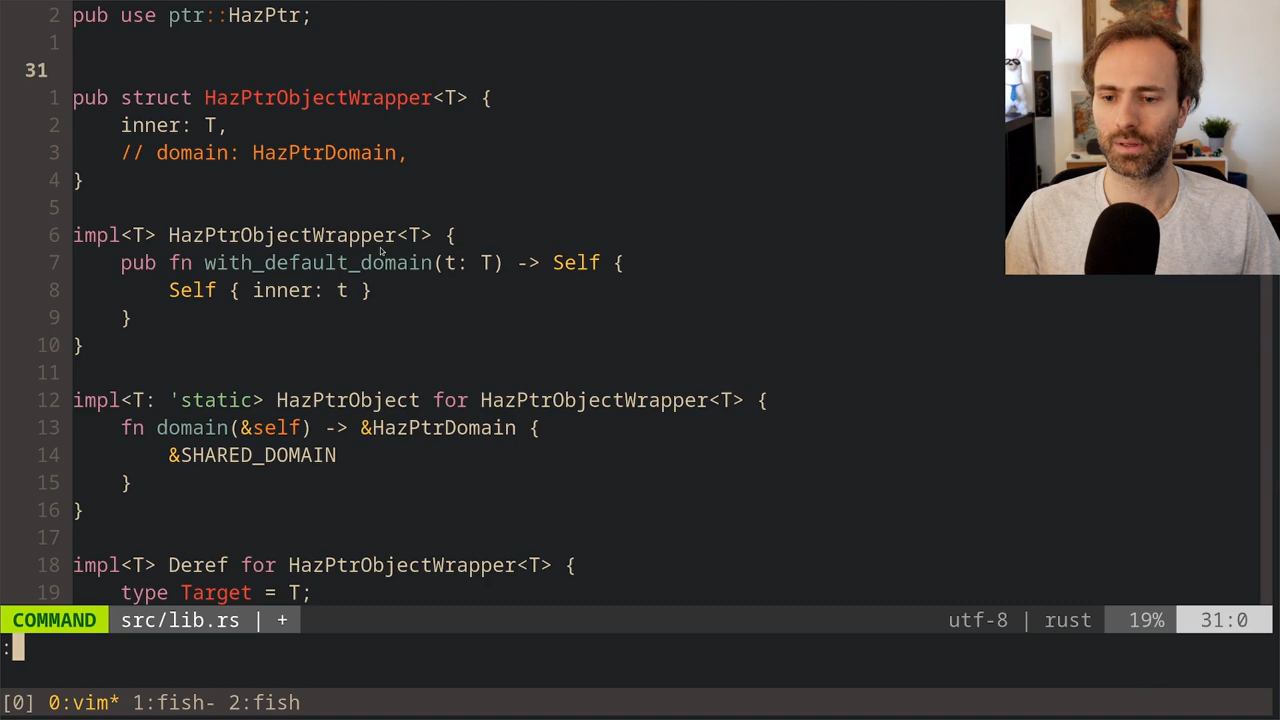 2 pub use ptr::HazPtr;
1
31
1 pub struct HazPtrObjectWrapper<T> {
2     inner: T,
3     // domain: HazPtrDomain,
4 }
5
6 impl<T> HazPtrObjectWrapper<T> {
7     pub fn with_default_domain(t: T) -> Self {
8         Self { inner: t }
9     }
10 }
11
12 impl<T: 'static> HazPtrObject for HazPtrObjectWrapper<T> {
13     fn domain(&self) -> &HazPtrDomain {
14         &SHARED_DOMAIN
15     }
16 }
17
18 impl<T> Deref for HazPtrObjectWrapper<T> {
19     type Target = T;
COMMAND src/lib.rs | + utf-8 | rust 19% 31:0
:
[0] 0:vim* 1:fish- 2:fish